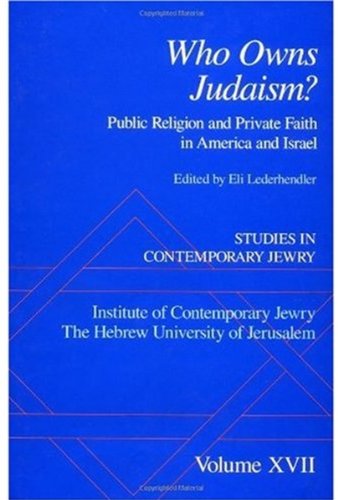 Who Owns
Judaism?
Public Religion and Private Faith
in America and Israel
Edited by Eli Lederhendler
STUDIES IN
CONTEMPORARY JEWRY
Institute of Contemporary Jewry
The Hebrew University of Jerusalem
Volume XVII